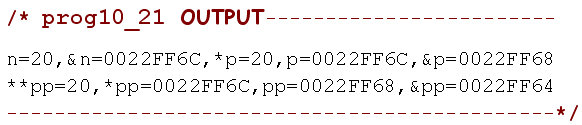 /* prog10_21 OUTPUT------------------------
n=20,&n=0022FF6C,*p=20,p=0022FF6C,&p=0022FF68
**pp=20,*pp=0022FF6C,pp=0022FF68,&pp=0022FF64
---------------------------------------------*/